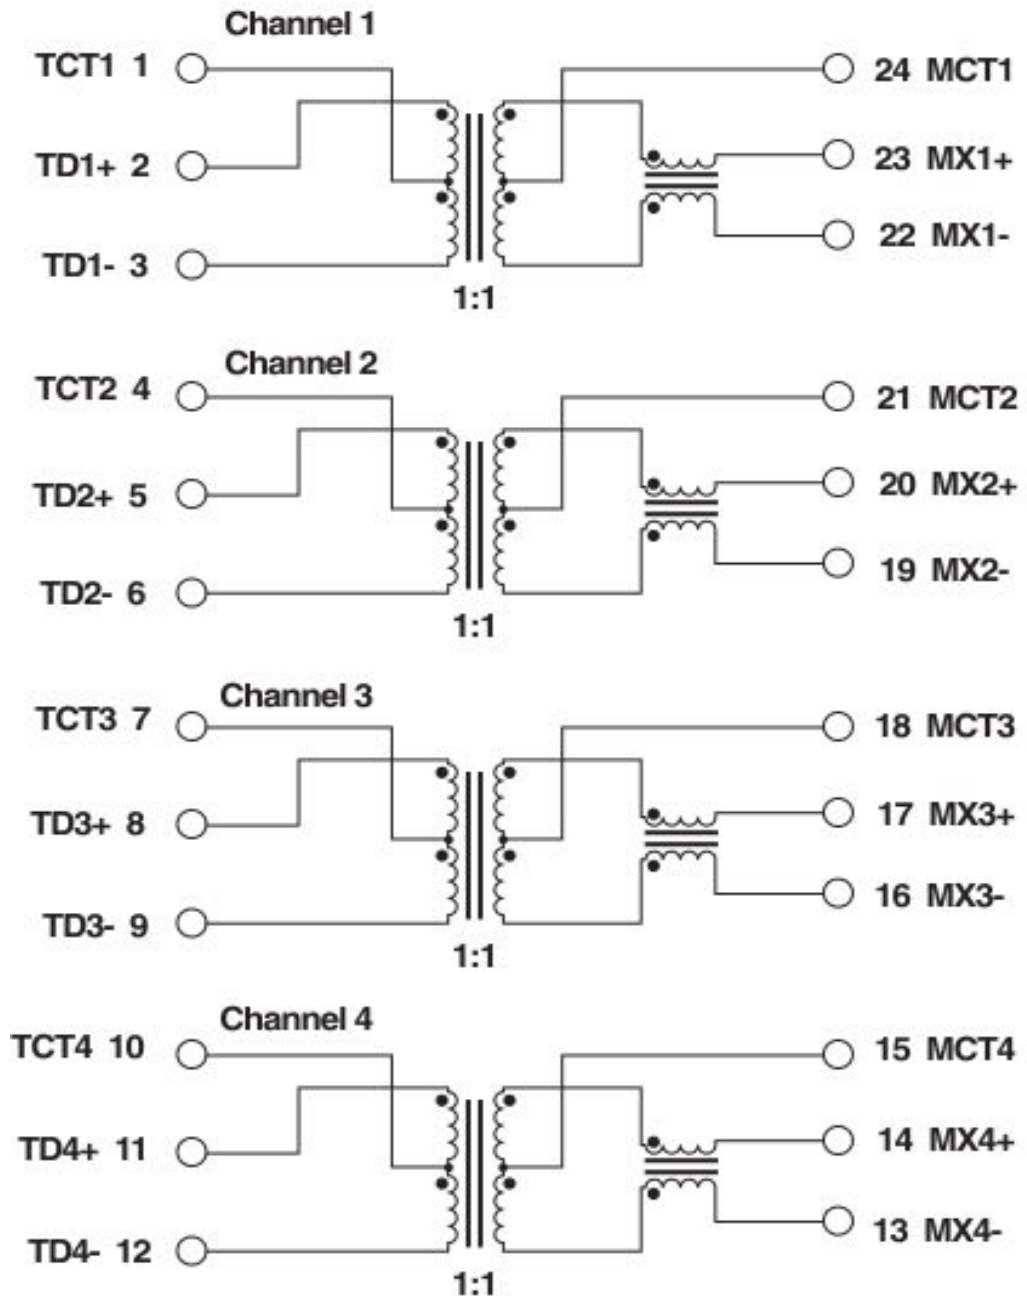 Channel 1
TCT1 1
24 MCT1
TD1+ 2
23 MX1+
TD1- 3
22 MX1-
1:1
Channel 2
TCT2 4
21 MCT2
TD2+ 5
20 MX2+
TD2- 6
19 MX2-
1:1
Channel 3
TCT3 7
18 MCT3
TD3+ 8
17 MX3+
TD3- 9
16 MX3-
1:1
Channel 4
TCT4 10
15 MCT4
TD4+ 11
14 MX4+
TD4- 12
13 MX4-
1:1